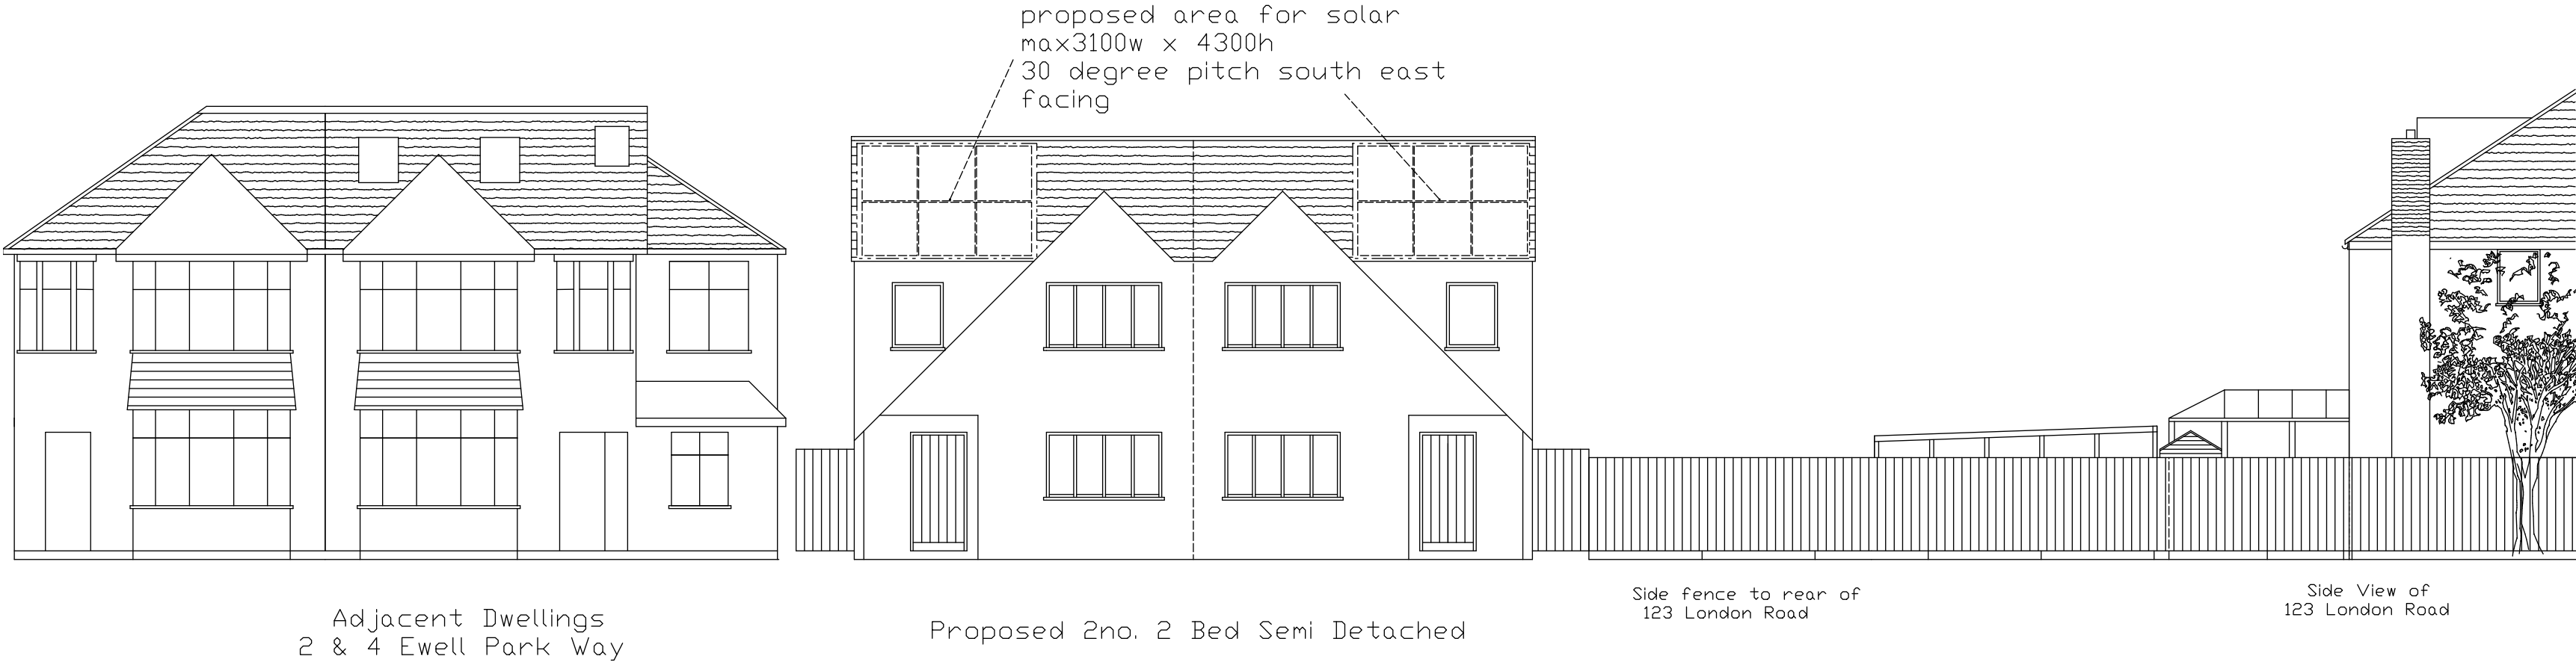 proposed area for solar
max3100w x 4300h
30 degree pitch south east
facing
Adjacent Dwellings
2 & 4 Ewell Park Way
Proposed 2no. 2 Bed Semi Detached
Side fence to rear of
123 London Road
Side View of
123 London Road